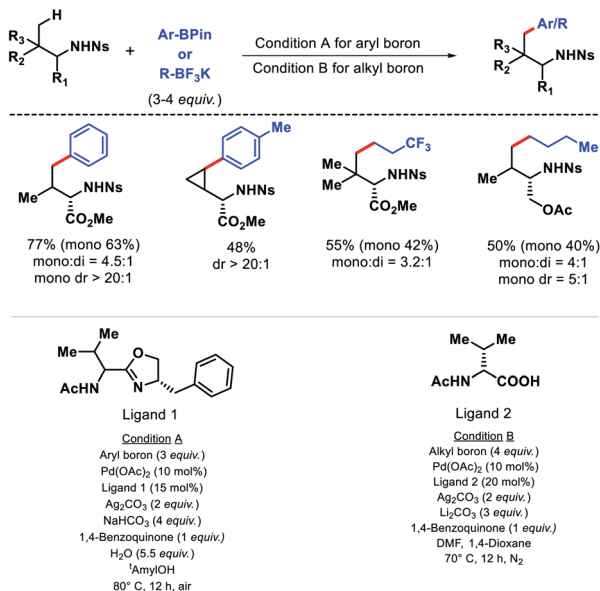 H
R3
R2
NHNs
R1
+
Ar-BPin
or
R-BF3K
(3-4 equiv.)
Condition A for aryl boron
Condition B for alkyl boron
Ar/R
R3
R2
NHNs
R1
Me
NHNs
CO2Me
77% (mono 63%)
mono:di = 4.5:1
mono dr > 20:1
Me
NHNs
CO2Me
48%
dr > 20:1
CF3
Me
Me
NHNs
CO2Me
55% (mono 42%)
mono:di = 3.2:1
Me
NHNs
Me
OAc
50% (mono 40%)
mono:di = 4:1
mono dr = 5:1
Me
Me
O
N
AcHN
Ligand 1
Condition A
Aryl boron (3 equiv.)
Pd(OAc)2 (10 mol%)
Ligand 1 (15 mol%)
Ag2CO3 (2 equiv.)
NaHCO3 (4 equiv.)
1,4-Benzoquinone (1 equiv.)
H2O (5.5 equiv.)
tAmylOH
80° C, 12 h, air
Me
Me
AcHN
COOH
Ligand 2
Condition B
Alkyl boron (4 equiv.)
Pd(OAc)2 (10 mol%)
Ligand 2 (20 mol%)
Ag2CO3 (2 equiv.)
Li2CO3 (3 equiv.)
1,4-Benzoquinone (1 equiv.)
DMF, 1,4-Dioxane
70° C, 12 h, N2